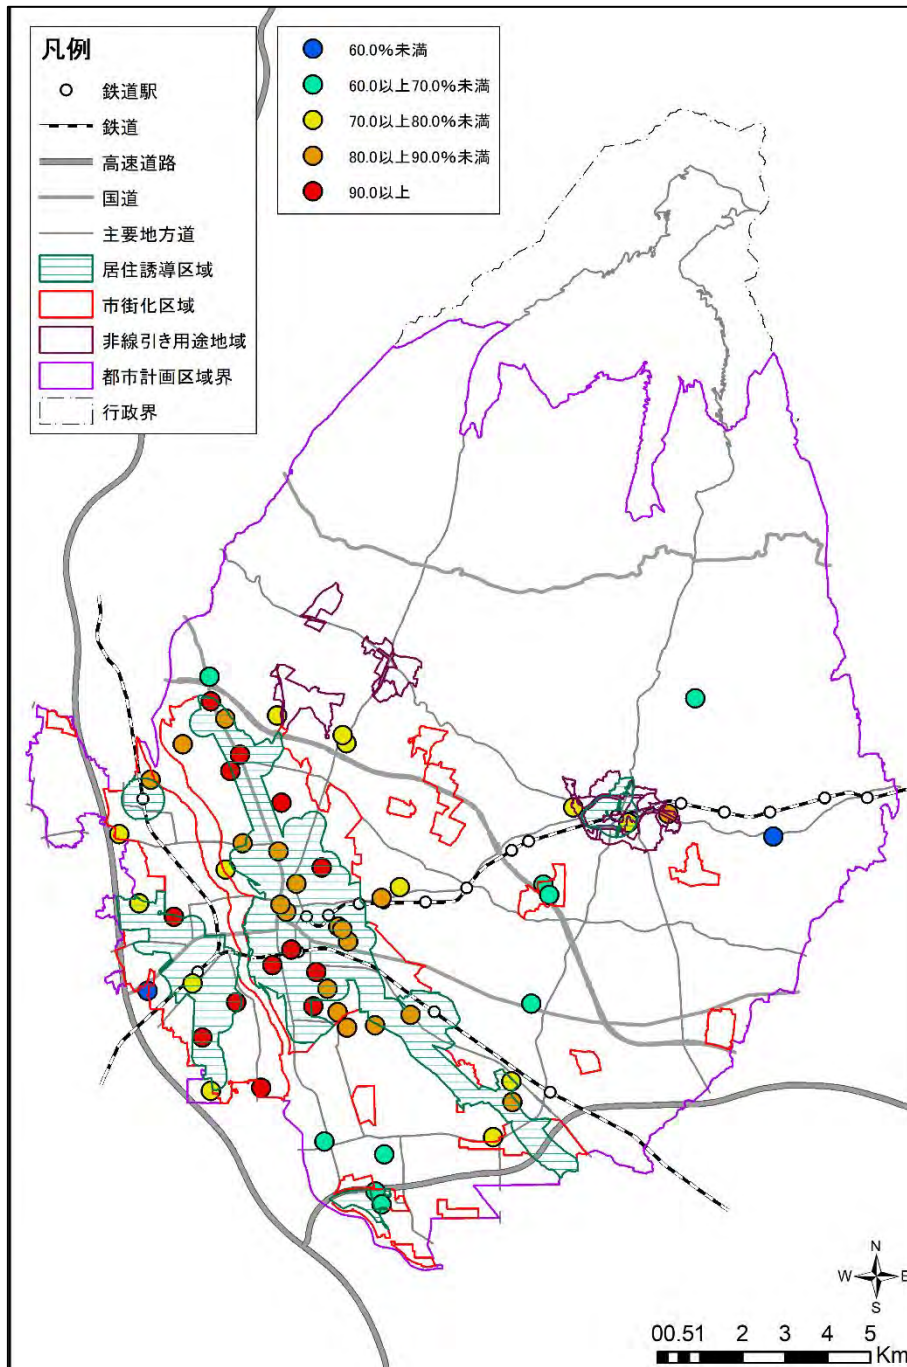 凡例
鉄道駅
鉄道
高速道路
国道
主要地方道
居住誘導区域
市街化区域
非線引き用途地域
都市計画区域界
行政界
60.0%未満
60.0以上70.0%未満
70.0以上80.0%未満
80.0以上90.0%未満
90.0以上
N
W
E
S
00.51 2 3 4 5
Km